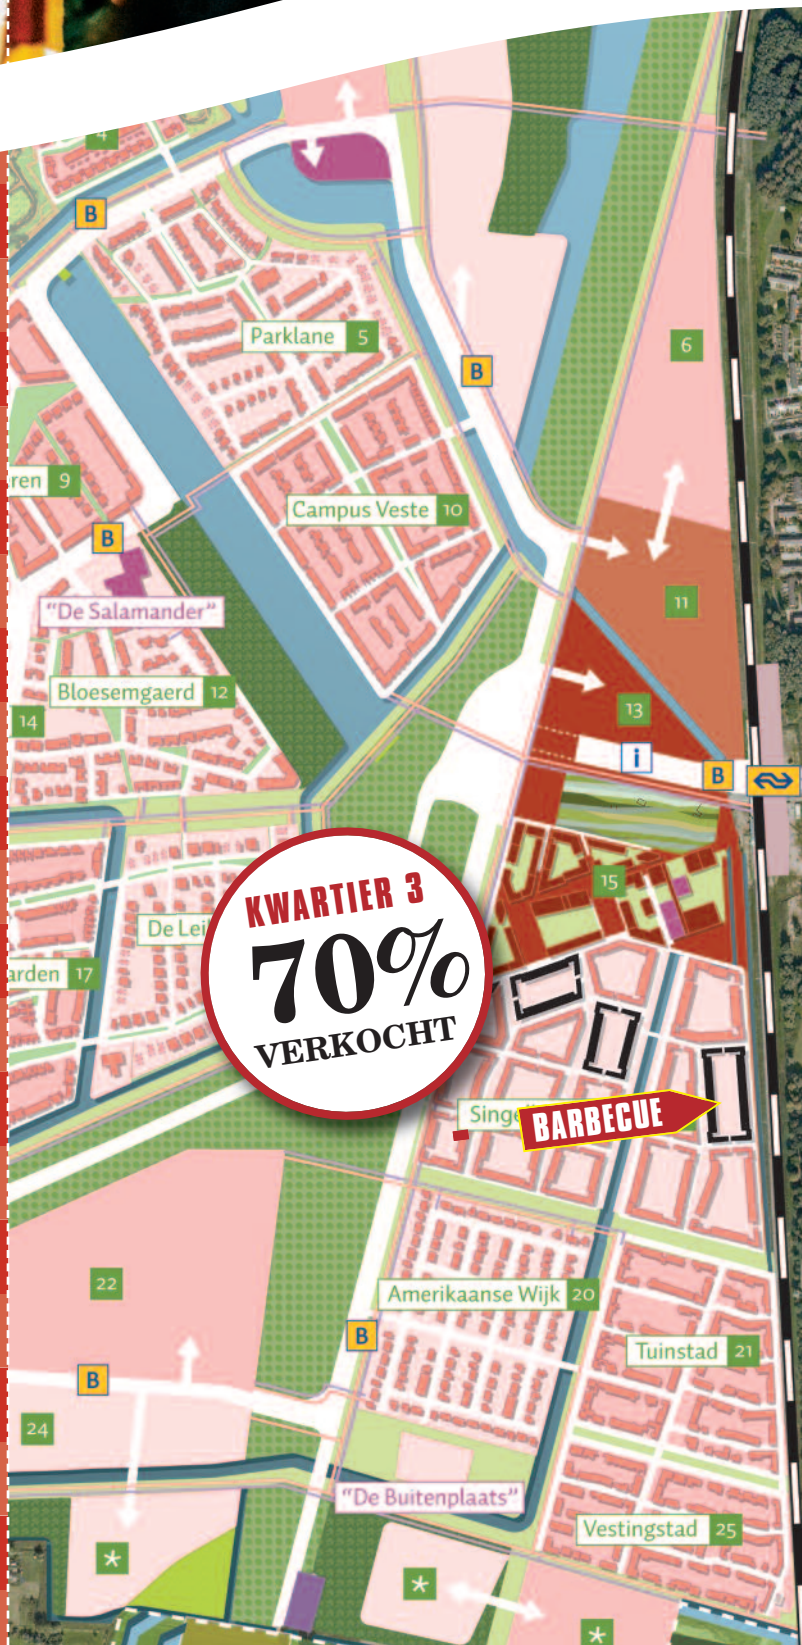 4
B
Parklane 5
6
B
ren 9
Campus Veste 10
B
11
"De Salamander"
Bloesemgaerd 12
13
14
i
B
15
KWARTIER 3
70%
VERKOCHT
De Lei
arden 17
Singe
BARBECUE
22
Amerikaanse Wijk 20
B
Tuinstad 21
B
24
"De Buitenplaats"
Vestingstad 25
*
*
*